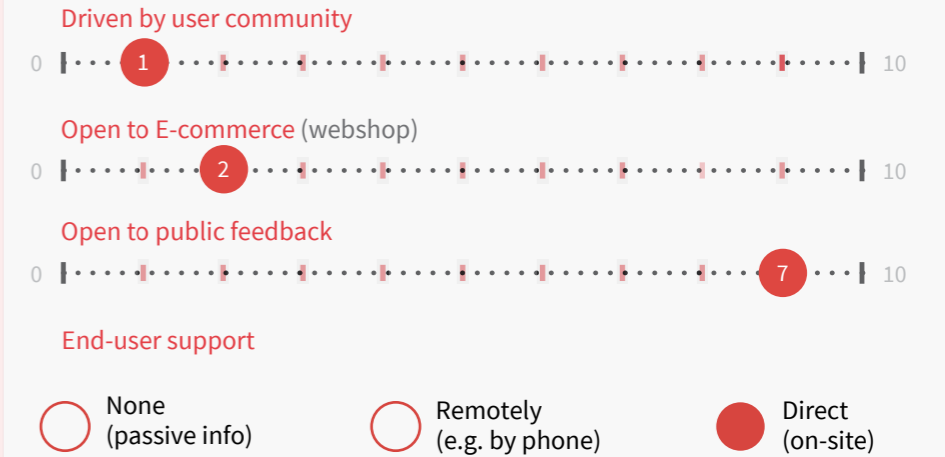 Driven by user community
0 1 10
Open to E-commerce (webshop)
0 2 10
Open to public feedback
0 7 10
End-user support
None
(passive info)
Remotely
(e.g. by phone)
Direct
(on-site)